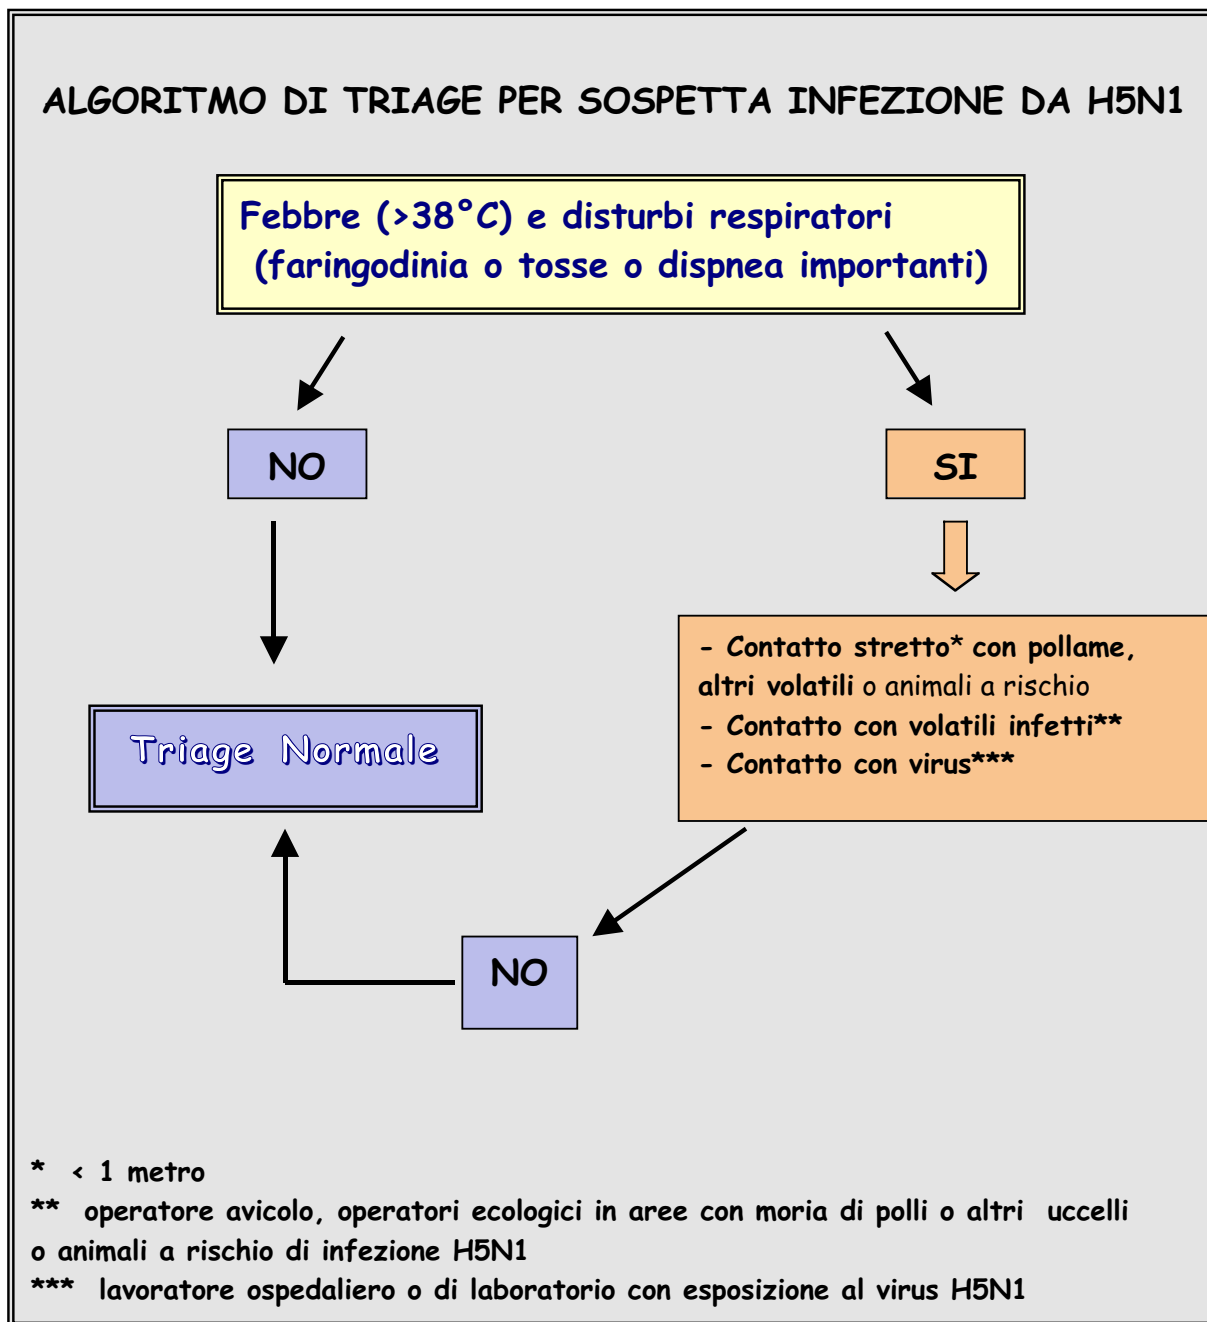 ALGORITMO DI TRIAGE PER SOSPETTA INFEZIONE DA H5N1
Febbre (>38°C) e disturbi respiratori
(faringodinia o tosse o dispnea importanti)
NO
SI
- Contatto stretto* con pollame,
altri volatili o animali a rischio
- Contatto con volatili infetti**
- Contatto con virus***
Triage Normale
NO
* < 1 metro
** operatore avicolo, operatori ecologici in aree con moria di polli o altri uccelli
o animali a rischio di infezione H5N1
*** lavoratore ospedaliero o di laboratorio con esposizione al virus H5N1